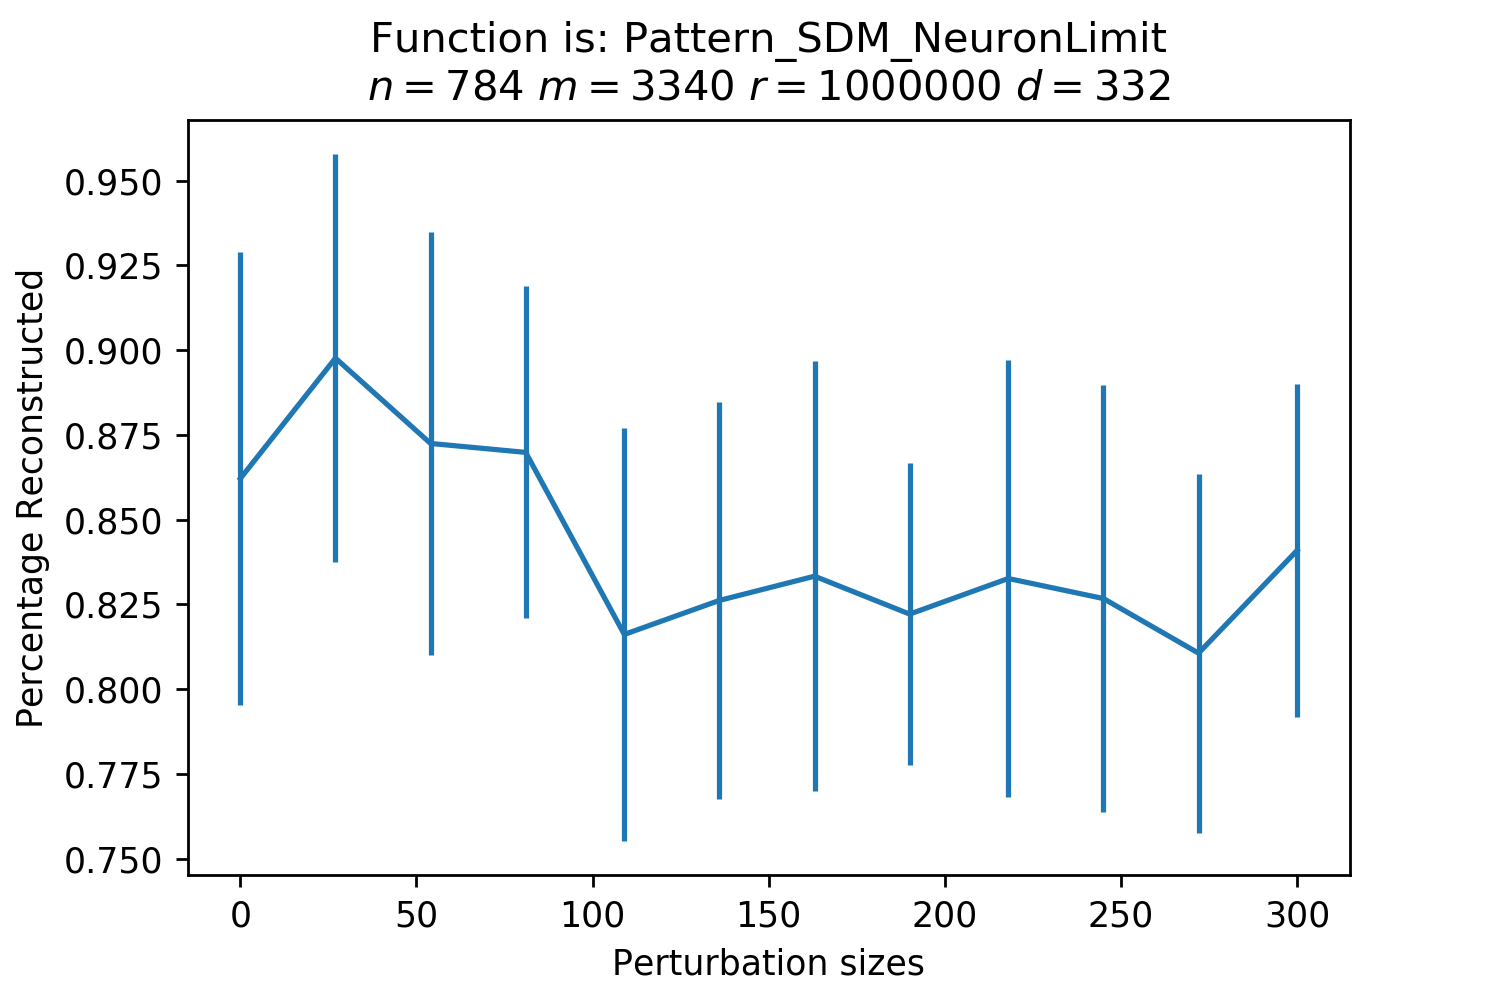 Function is: Pattern_SDM_NeuronLimit
n = 784 m = 3340 r = 1000000 d = 332
Percentage Reconstructed
0.950
0.925
0.900
0.875
0.850
0.825
0.800
0.775
0.750
0 50 100 150 200 250 300
Perturbation sizes